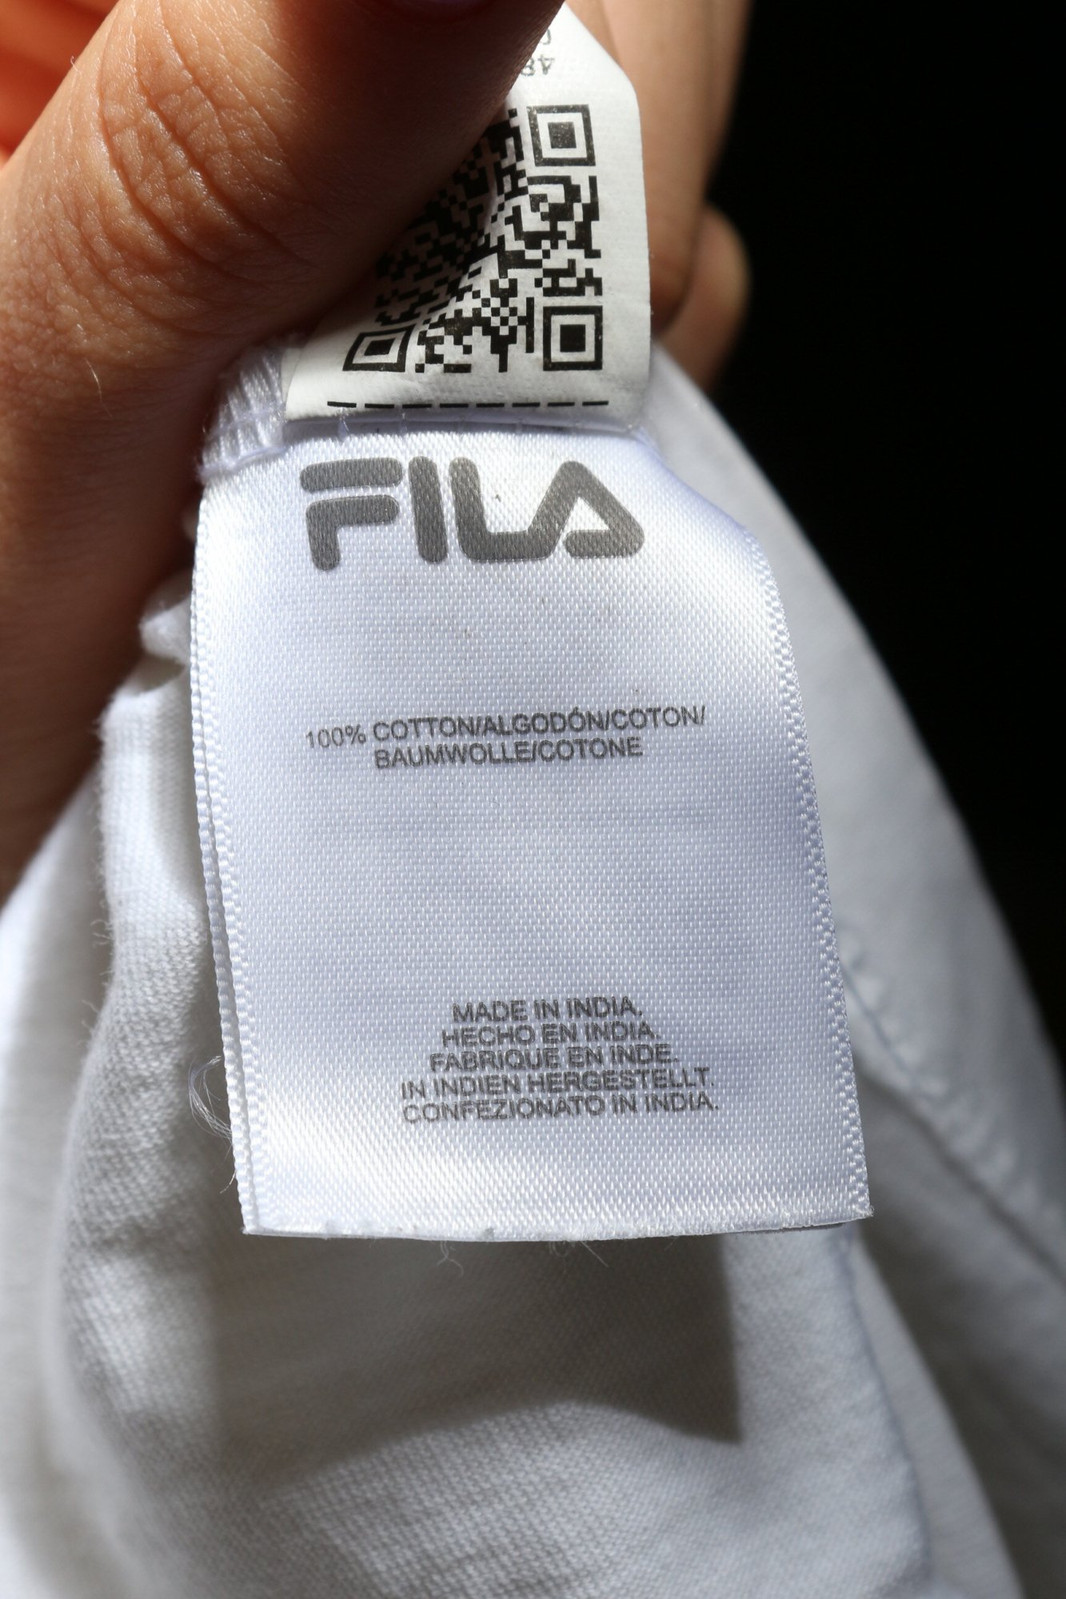 FILA
100% COTTON/ALGODÓN/COTON/
BAUMWOLLE/COTONE
MADE IN INDIA.
HECHO EN INDIA.
FABRIQUE EN INDE.
IN INDIEN HERGESTELLT.
CONFEZIONATO IN INDIA.